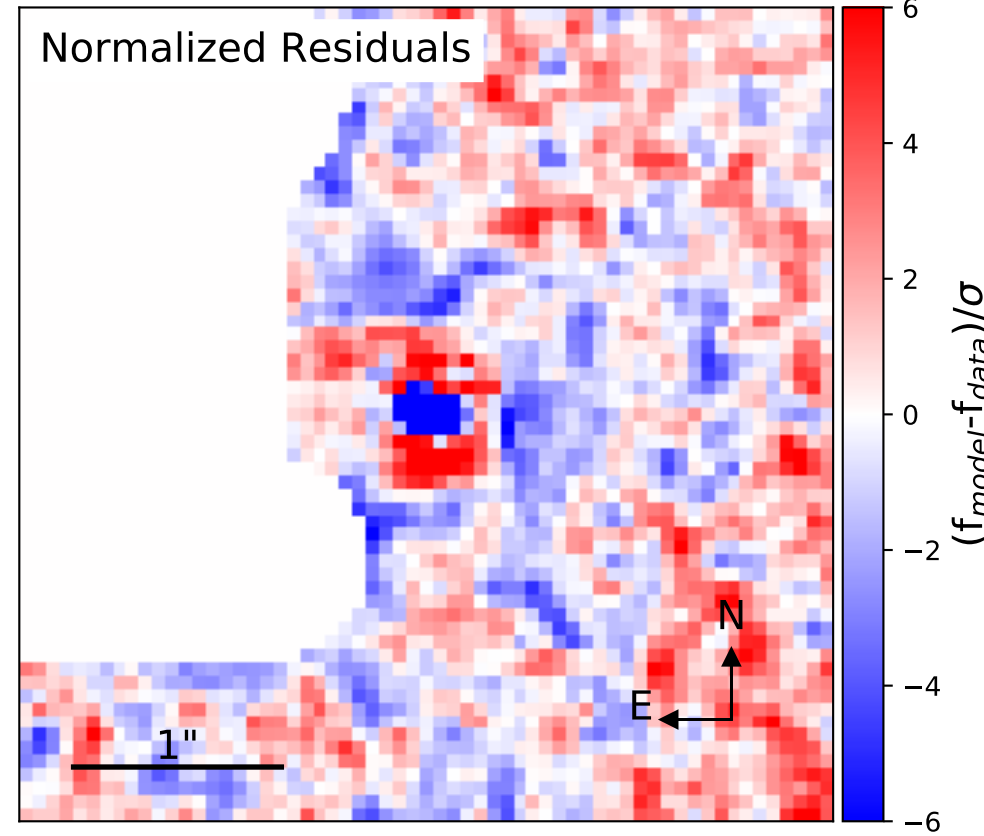 Normalized Residuals
6
4
2
0
−2
−4
−6
(f_model-f_data)/σ
N
E
1"